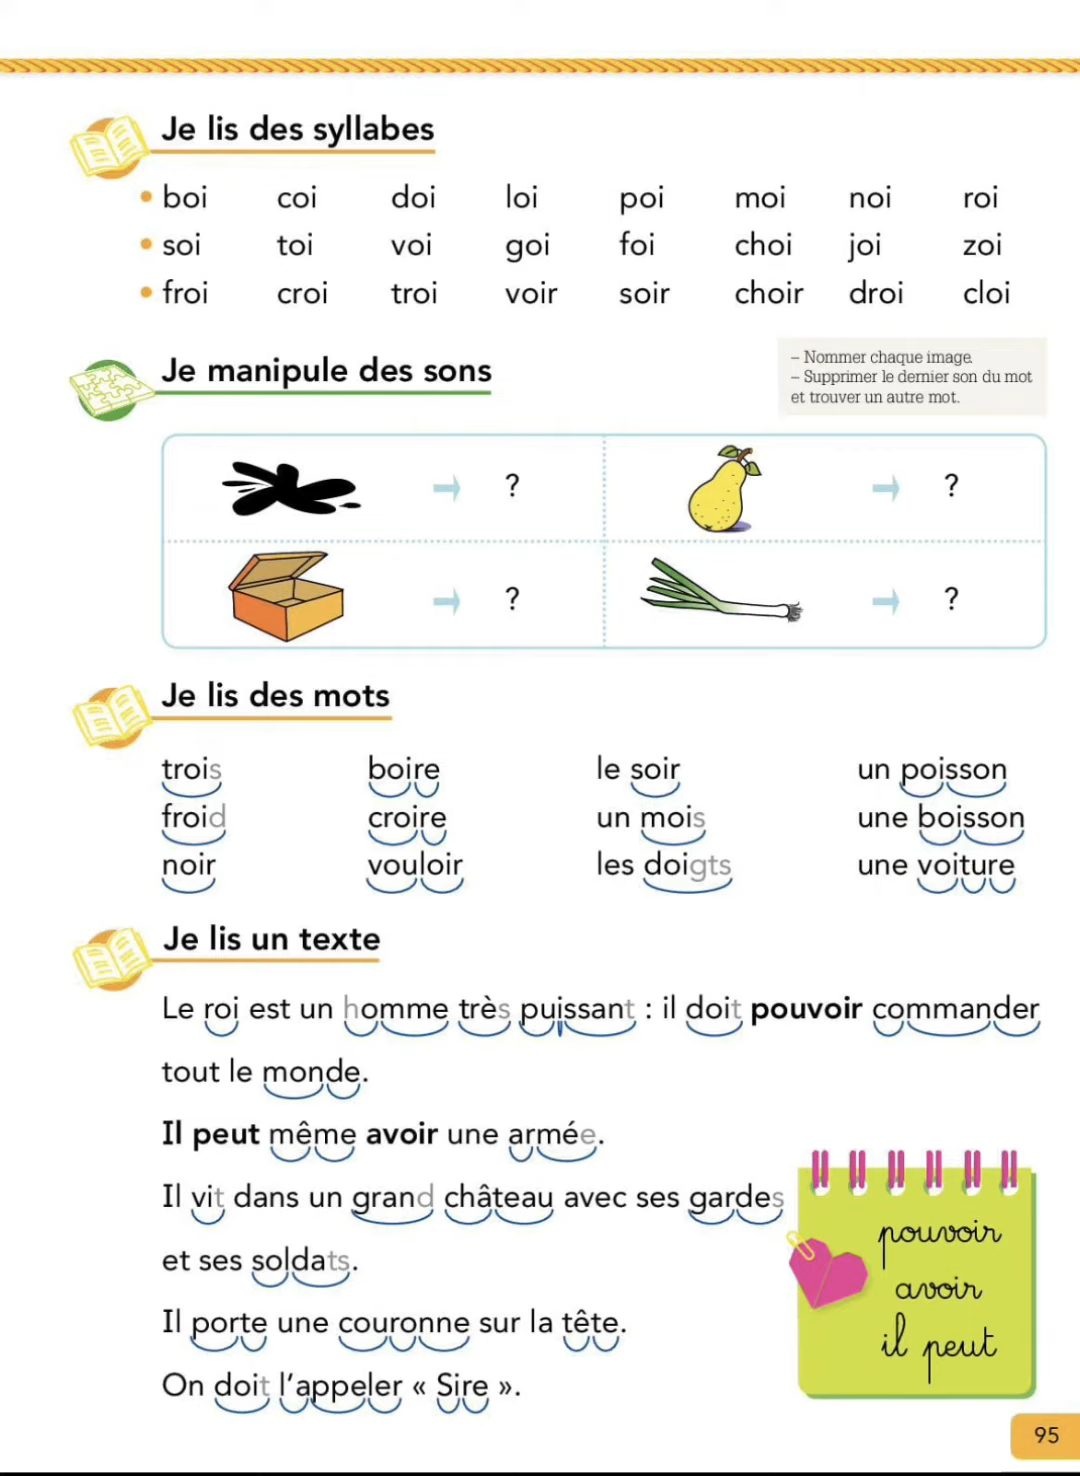 Je lis des syllabes
• boi coi doi loi poi moi noi roi
• soi toi voi goi foi choi joi zoi
• froi croi troi voir soir choir droi cloi
Je manipule des sons
– Nommer chaque image.
– Supprimer le dernier son du mot
et trouver un autre mot.
→ ? → ?
→ ? → ?
Je lis des mots
trois boire le soir un poisson
froid croire un mois une boisson
noir vouloir les doigts une voiture
Je lis un texte
Le roi est un homme très puissant : il doit pouvoir commander
tout le monde.
Il peut même avoir une armée.
Il vit dans un grand château avec ses gardes
et ses soldats.
Il porte une couronne sur la tête.
On doit l’appeler « Sire ».
pouvoir
avoir
il peut
95